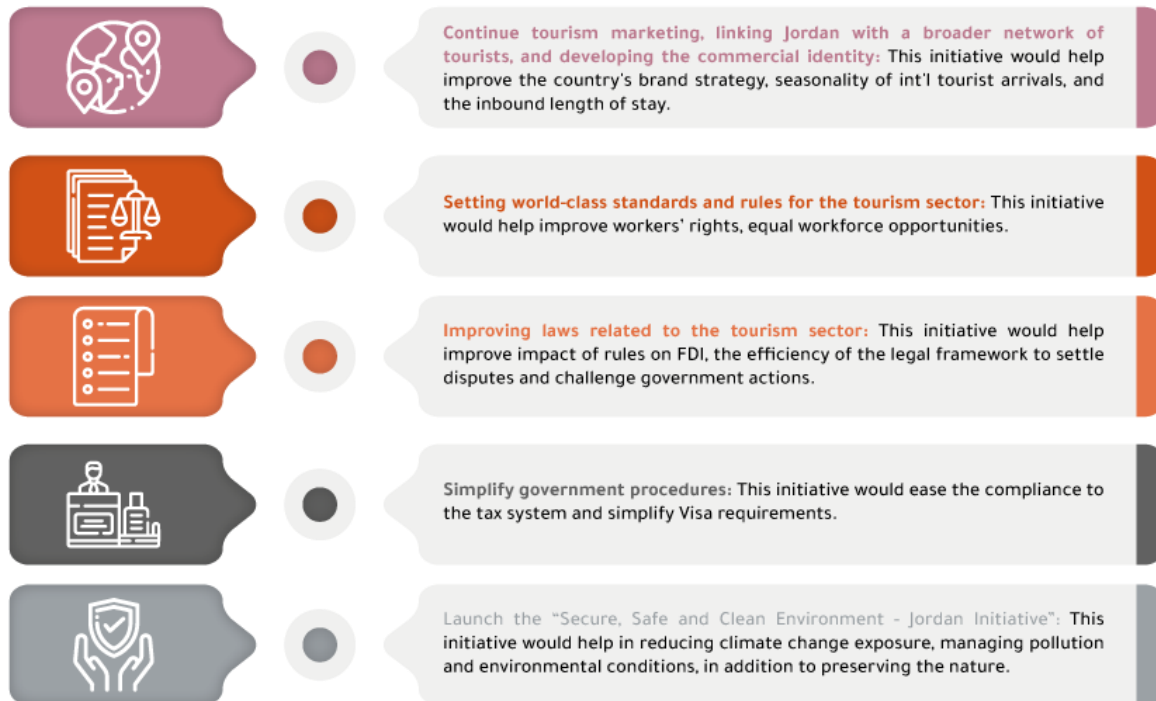 Continue tourism marketing, linking Jordan with a broader network of
tourists, and developing the commercial identity: This initiative would help
improve the country's brand strategy, seasonality of int'l tourist arrivals, and
the inbound length of stay.
Setting world-class standards and rules for the tourism sector: This initiative
would help improve workers’ rights, equal workforce opportunities.
Improving laws related to the tourism sector: This initiative would help
improve impact of rules on FDI, the efficiency of the legal framework to settle
disputes and challenge government actions.
Simplify government procedures: This initiative would ease the compliance to
the tax system and simplify Visa requirements.
Launch the “Secure, Safe and Clean Environment - Jordan Initiative”: This
initiative would help in reducing climate change exposure, managing pollution
and environmental conditions, in addition to preserving the nature.